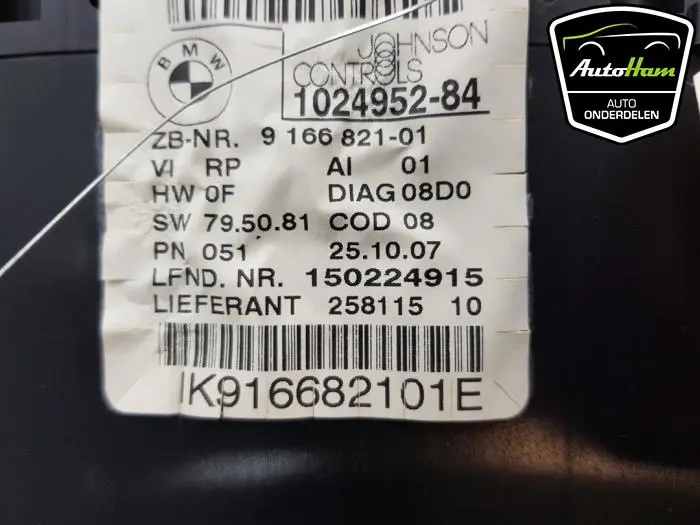 BMW
JOHNSON
CONTROLS
1024952-84
ZB-NR. 9 166 821-01
VI RP AI 01
HW 0F DIAG 08D0
SW 79.50.81 COD 08
PN 051 25.10.07
LFND. NR. 150224915
LIEFERANT 258115 10
K916682101E
AutoHam
AUTO
ONDERDELEN